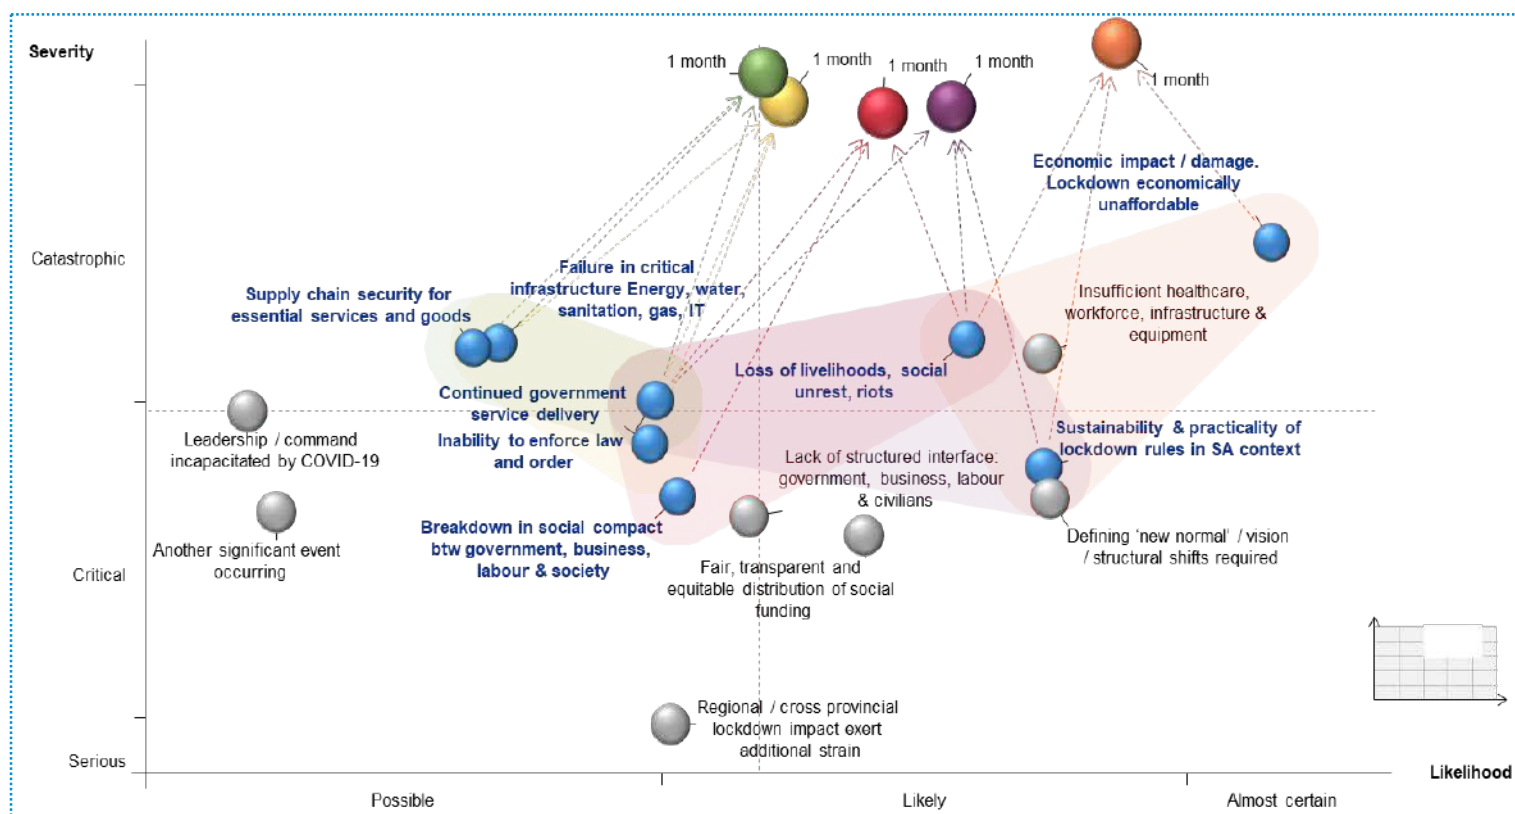 Severity
1 month
1 month
1 month
1 month
1 month
Economic impact / damage.
Lockdown economically
unaffordable
Catastrophic
Failure in critical
infrastructure Energy, water,
sanitation, gas, IT
Supply chain security for
essential services and goods
Insufficient healthcare,
workforce, infrastructure &
equipment
Loss of livelihoods, social
unrest, riots
Continued government
service delivery
Inability to enforce law
and order
Leadership / command
incapacitated by COVID-19
Sustainability & practicality of
lockdown rules in SA context
Lack of structured interface:
government, business, labour
& civilians
Another significant event
occurring
Breakdown in social compact
btw government, business,
labour & society
Defining ‘new normal’ / vision
/ structural shifts required
Critical
Fair, transparent and
equitable distribution of social
funding
Regional / cross provincial
lockdown impact exert
additional strain
Serious
Likelihood
Possible
Likely
Almost certain